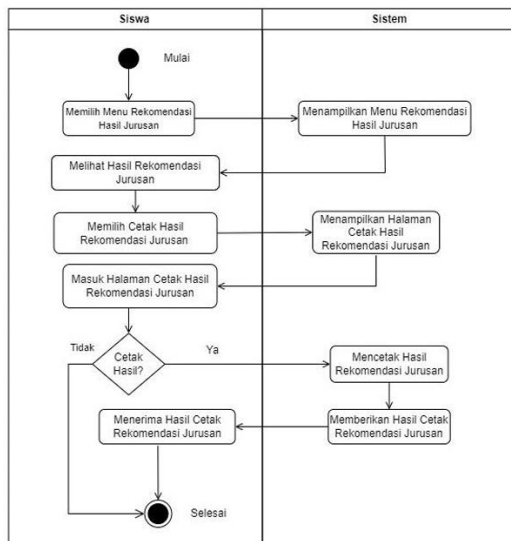 Siswa
Sistem
Mulai
Memilih Menu Rekomendasi
Hasil Jurusan
Menampilkan Menu Rekomendasi
Hasil Jurusan
Melihat Hasil Rekomendasi
Jurusan
Memilih Cetak Hasil
Rekomendasi Jurusan
Menampilkan Halaman
Cetak Hasil
Rekomendasi Jurusan
Masuk Halaman Cetak Hasil
Rekomendasi Jurusan
Tidak
Cetak
Hasil?
Ya
Mencetak Hasil
Rekomendasi Jurusan
Menerima Hasil Cetak
Rekomendasi Jurusan
Memberikan Hasil Cetak
Rekomendasi Jurusan
Selesai